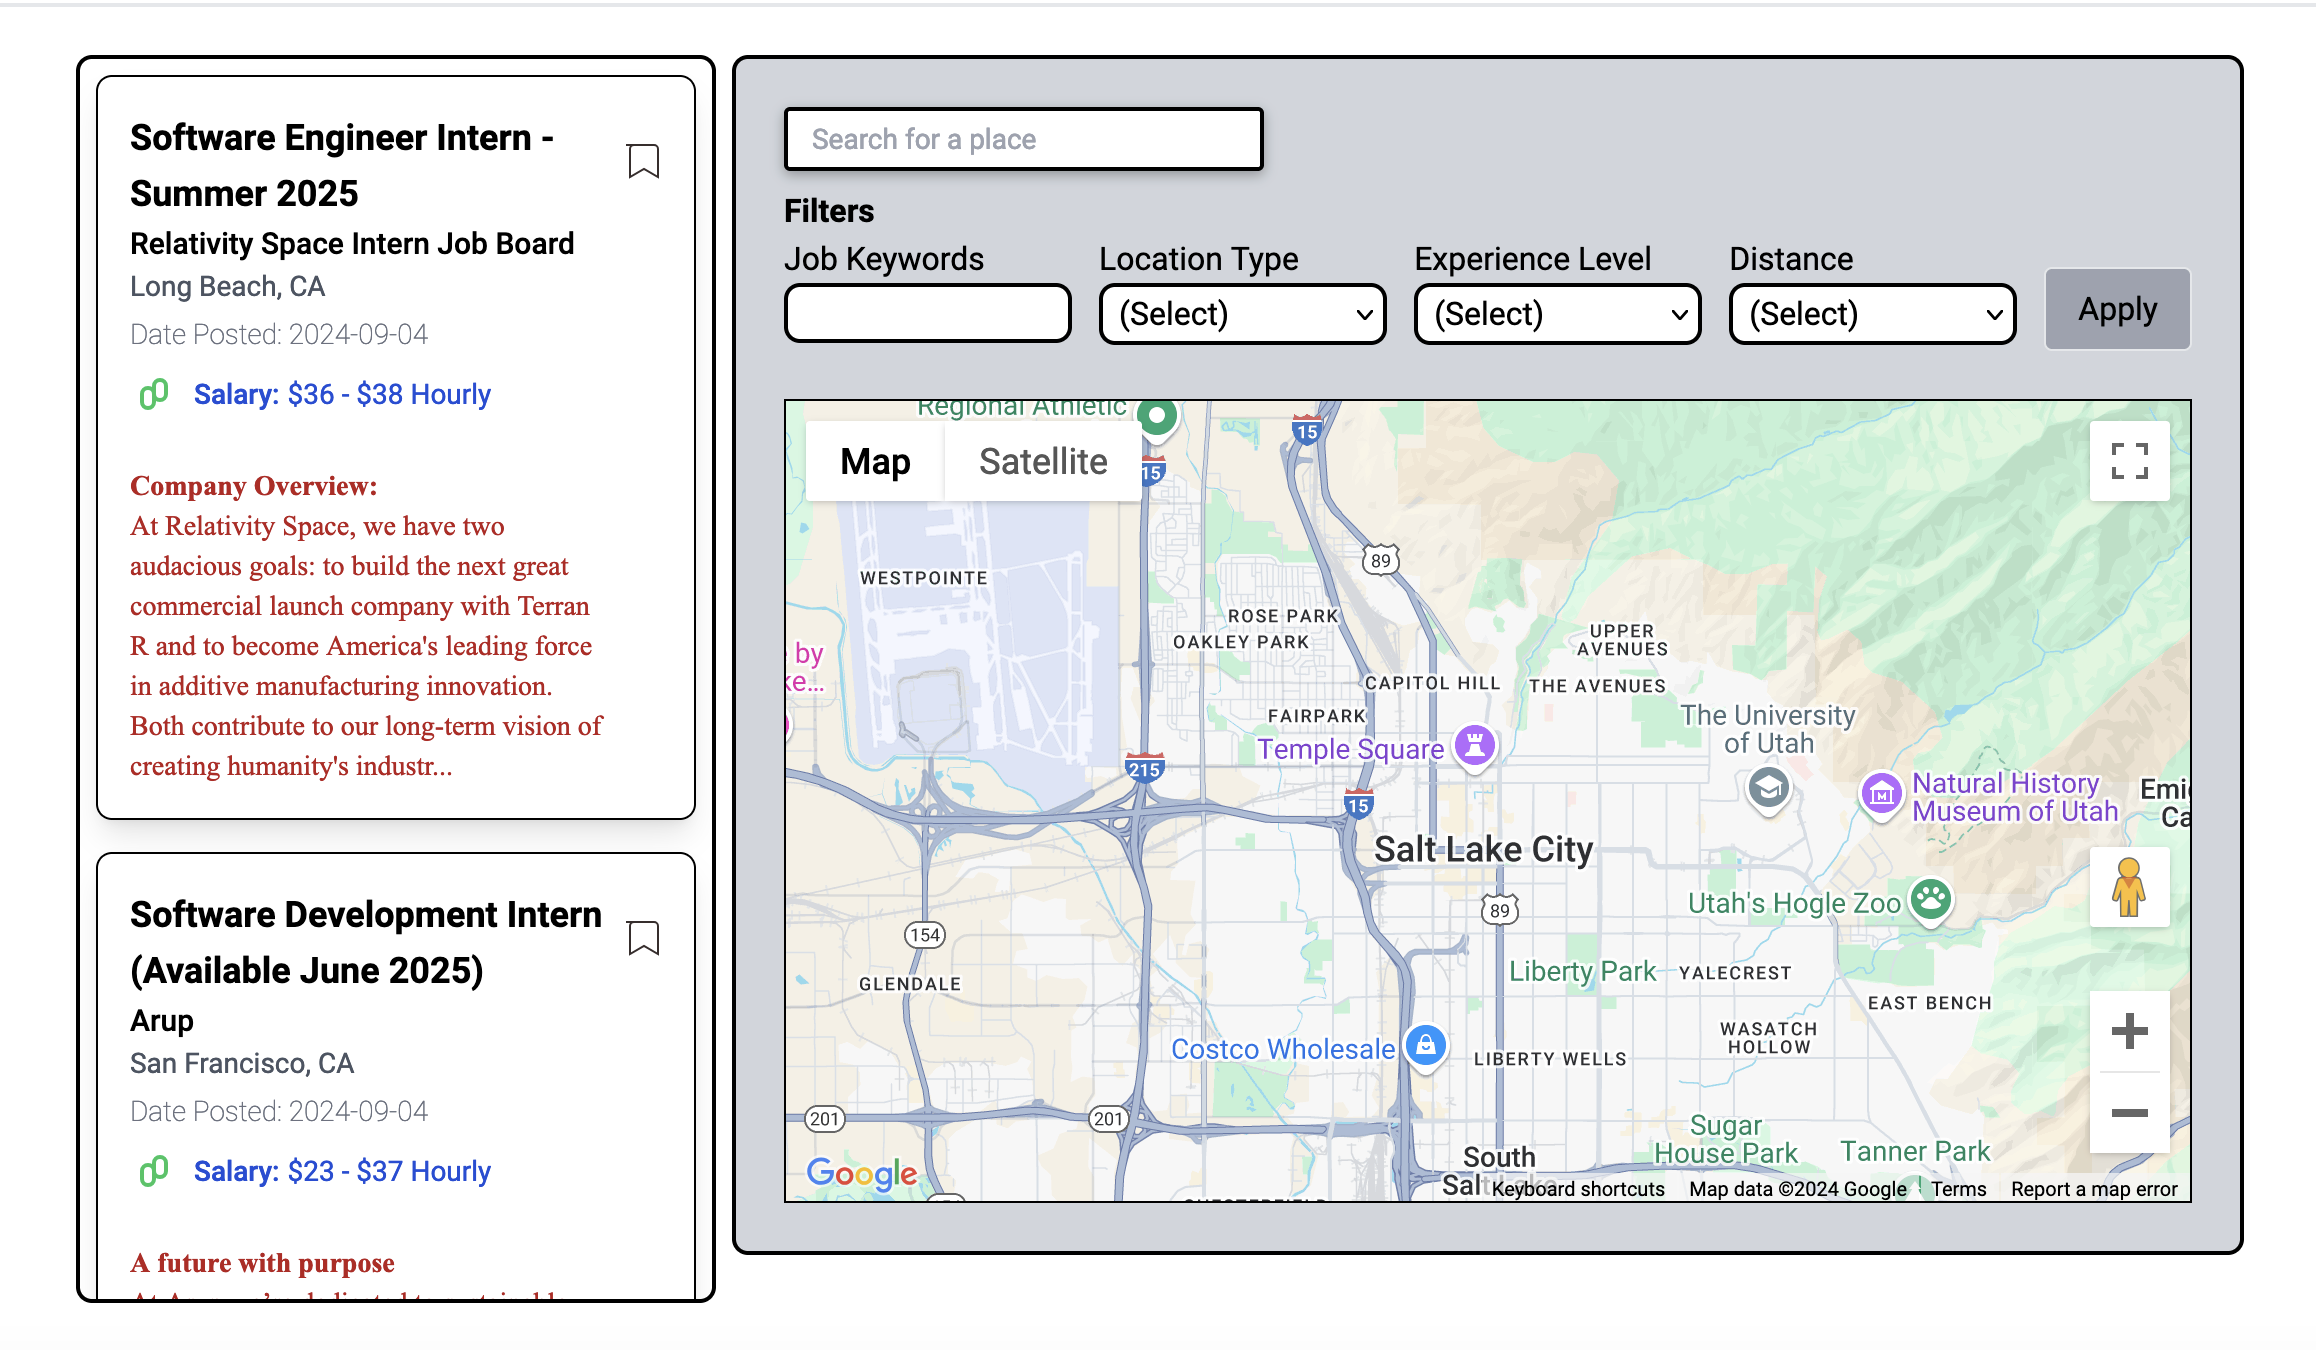 Software Engineer Intern -
Summer 2025
Relativity Space Intern Job Board
Long Beach, CA
Date Posted: 2024-09-04
Salary: $36 - $38 Hourly
Company Overview:
At Relativity Space, we have two
audacious goals: to build the next great
commercial launch company with Terran
R and to become America's leading force
in additive manufacturing innovation.
Both contribute to our long-term vision of
creating humanity's industr...
Software Development Intern
(Available June 2025)
Arup
San Francisco, CA
Date Posted: 2024-09-04
Salary: $23 - $37 Hourly
A future with purpose
Search for a place
Filters
Job Keywords
Location Type
Experience Level
Distance
(Select)
(Select)
(Select)
Apply
Regional Athletic
Map
Satellite
15
15
89
WESTPOINTE
ROSE PARK
OAKLEY PARK
UPPER
AVENUES
by
ke...
CAPITOL HILL
THE AVENUES
FAIRPARK
The University
of Utah
Temple Square
215
Natural History
Museum of Utah
Emi
Ca
15
Salt Lake City
Utah's Hogle Zoo
89
154
GLENDALE
Liberty Park
YALECREST
EAST BENCH
WASATCH
HOLLOW
Costco Wholesale
LIBERTY WELLS
201
201
Sugar
House Park
Tanner Park
South
Salt Lake
Google
Keyboard shortcuts
Map data ©2024 Google
Terms
Report a map error